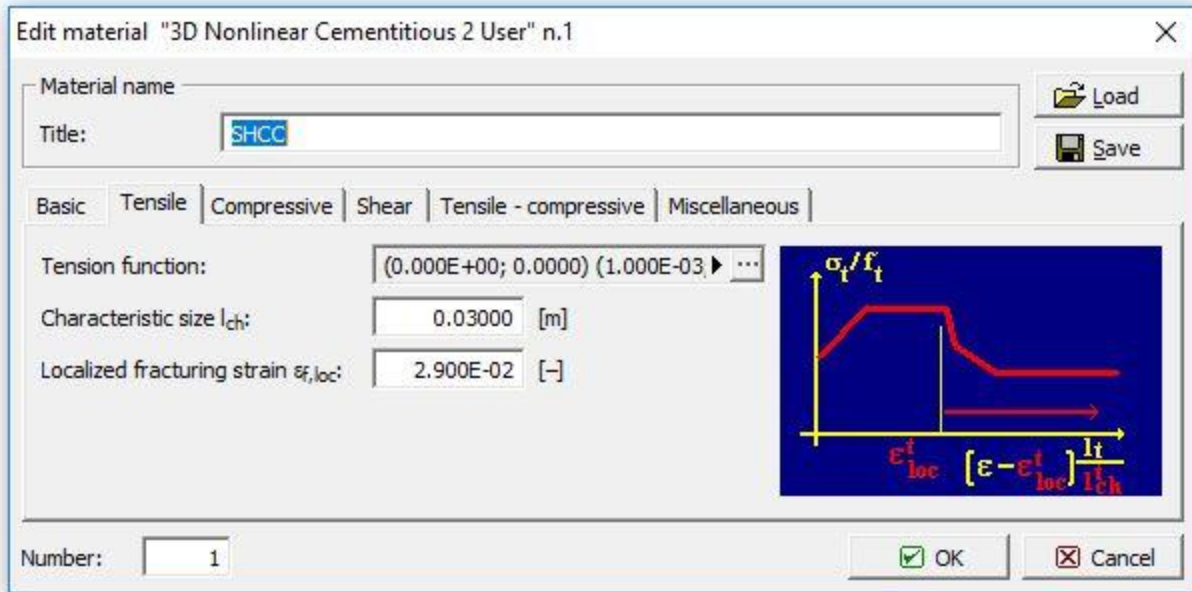 Edit material "3D Nonlinear Cementitious 2 User" n.1
Material name
Title: SHCC
Load
Save
Basic Tensile Compressive Shear Tensile - compressive Miscellaneous
Tension function: (0.000E+00; 0.0000) (1.000E-03; ...
Characteristic size lch: 0.03000 [m]
Localized fracturing strain εf,loc: 2.900E-02 [–]
σt/ft
εtloc [ε-εtloc] lt/ltch
Number: 1
OK
Cancel